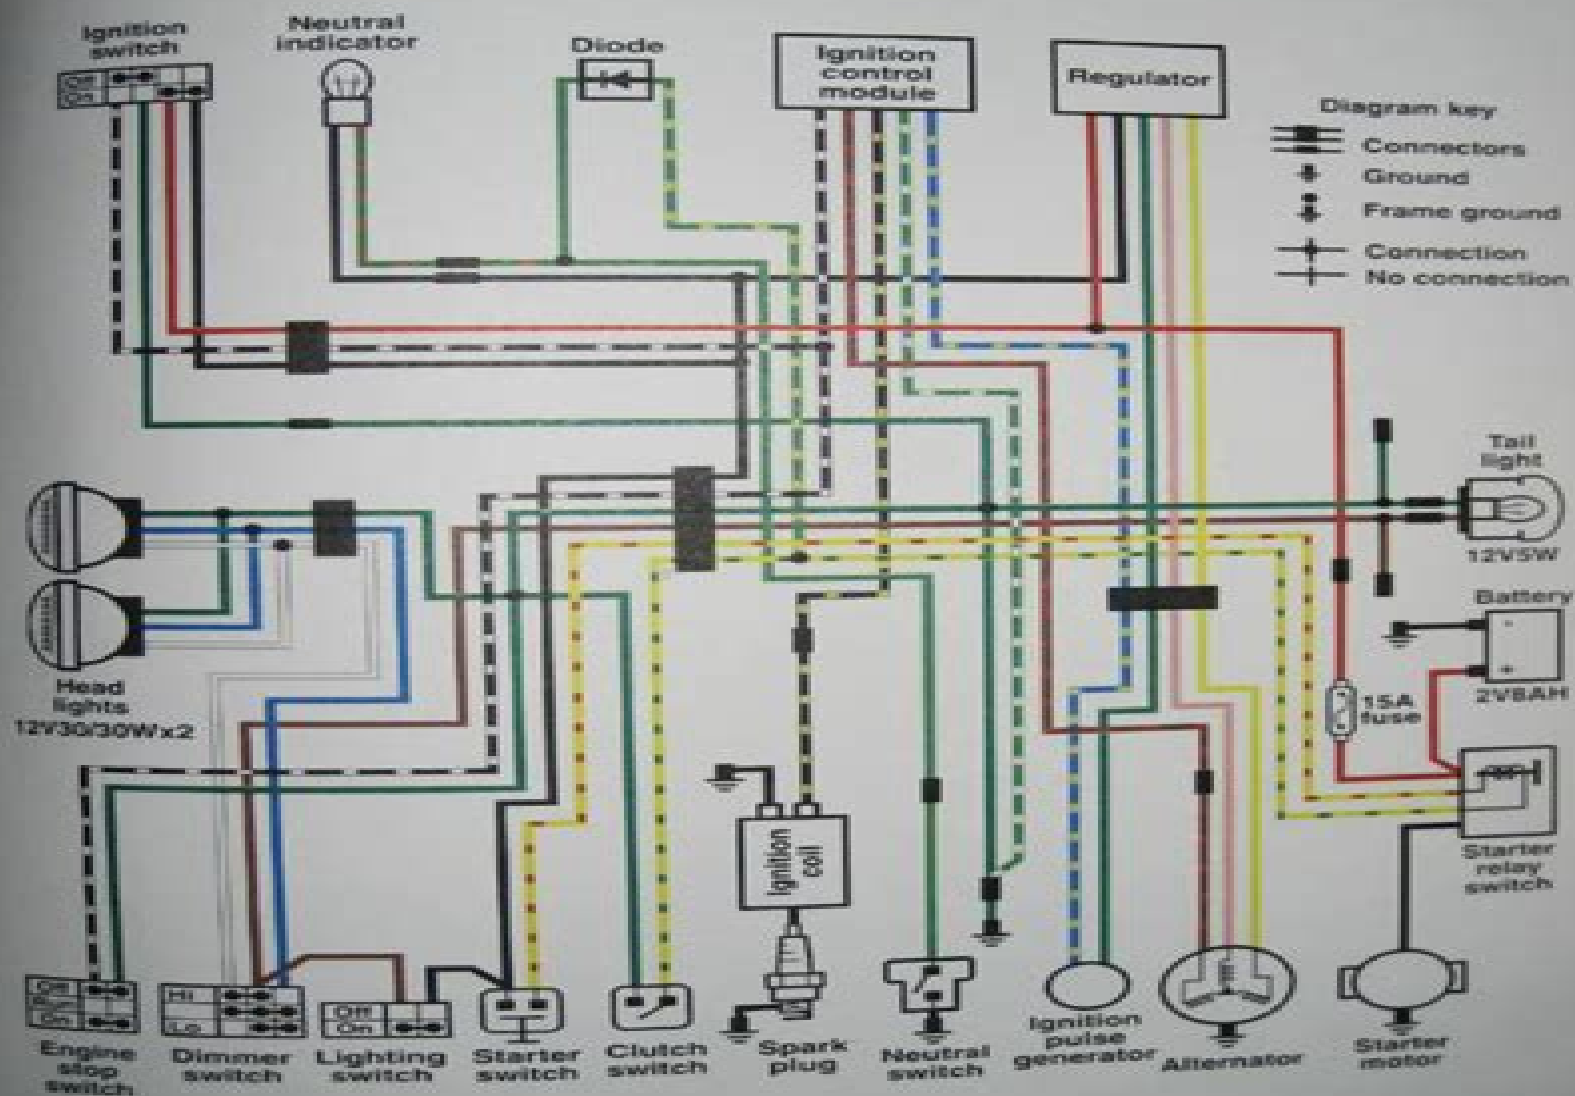 Ignition
switch
Off
On
Neutral
indicator
Diode
Ignition
control
module
Regulator
Diagram key
Connectors
Ground
Frame ground
Connection
No connection
Tail
light
12V5W
Battery
-
+
2V8AH
15A
fuse
Starter
relay
switch
Head
lights
12V30/30Wx2
Ignition
coil
Off
On
Engine
stop
switch
Hi
Lo
Dimmer
switch
Off
On
Lighting
switch
Starter
switch
Clutch
switch
Spark
plug
Neutral
switch
Ignition
pulse
generator
Alternator
Starter
motor